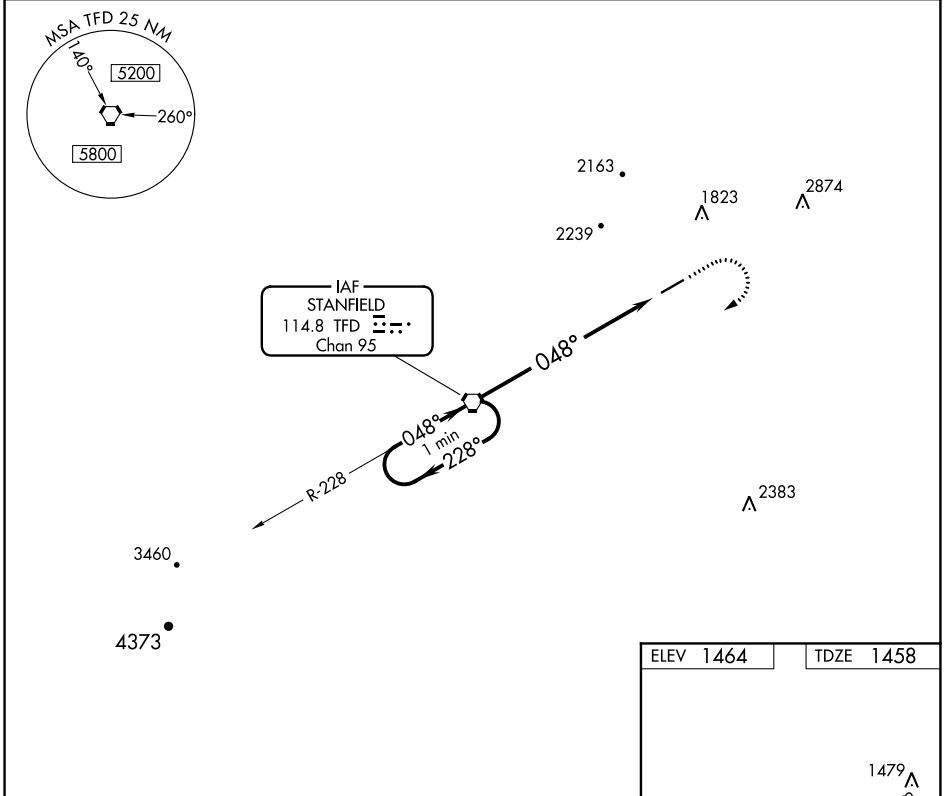 MSA TFD 25 NM
140°
5200
260°
5800
2163
1823
2874
2239
IAF
STANFIELD
114.8 TFD
Chan 95
048°
048°
1 min
228°
R-228
2383
3460
4373
ELEV 1464
TDZE 1458
1479